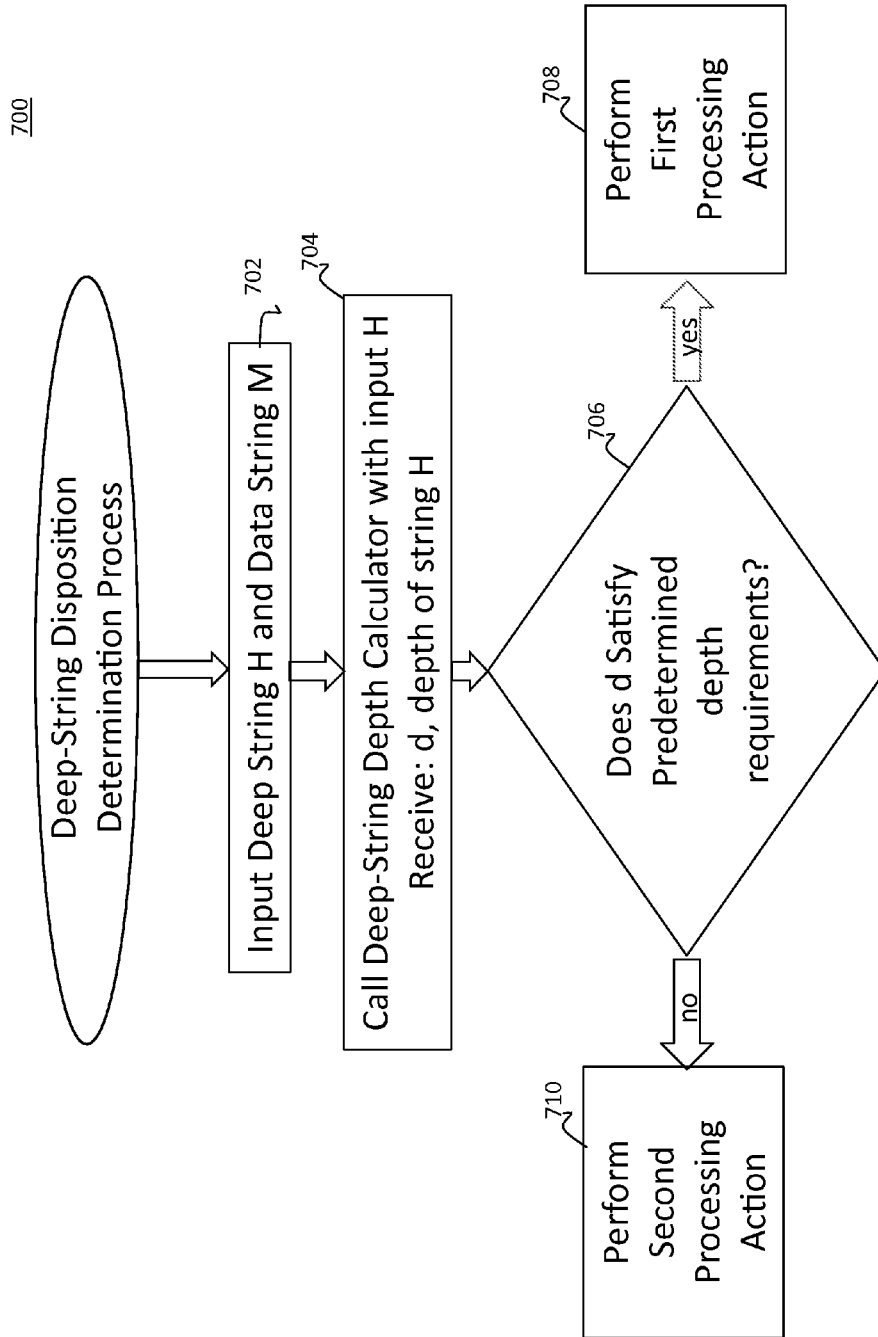 700
Deep-String Disposition
Determination Process
702
Input Deep String H and Data String M
704
Call Deep-String Depth Calculator with input H
Receive: d, depth of string H
706
Does d Satisfy
Predetermined
depth
requirements?
no
yes
710
Perform
Second
Processing
Action
708
Perform
First
Processing
Action